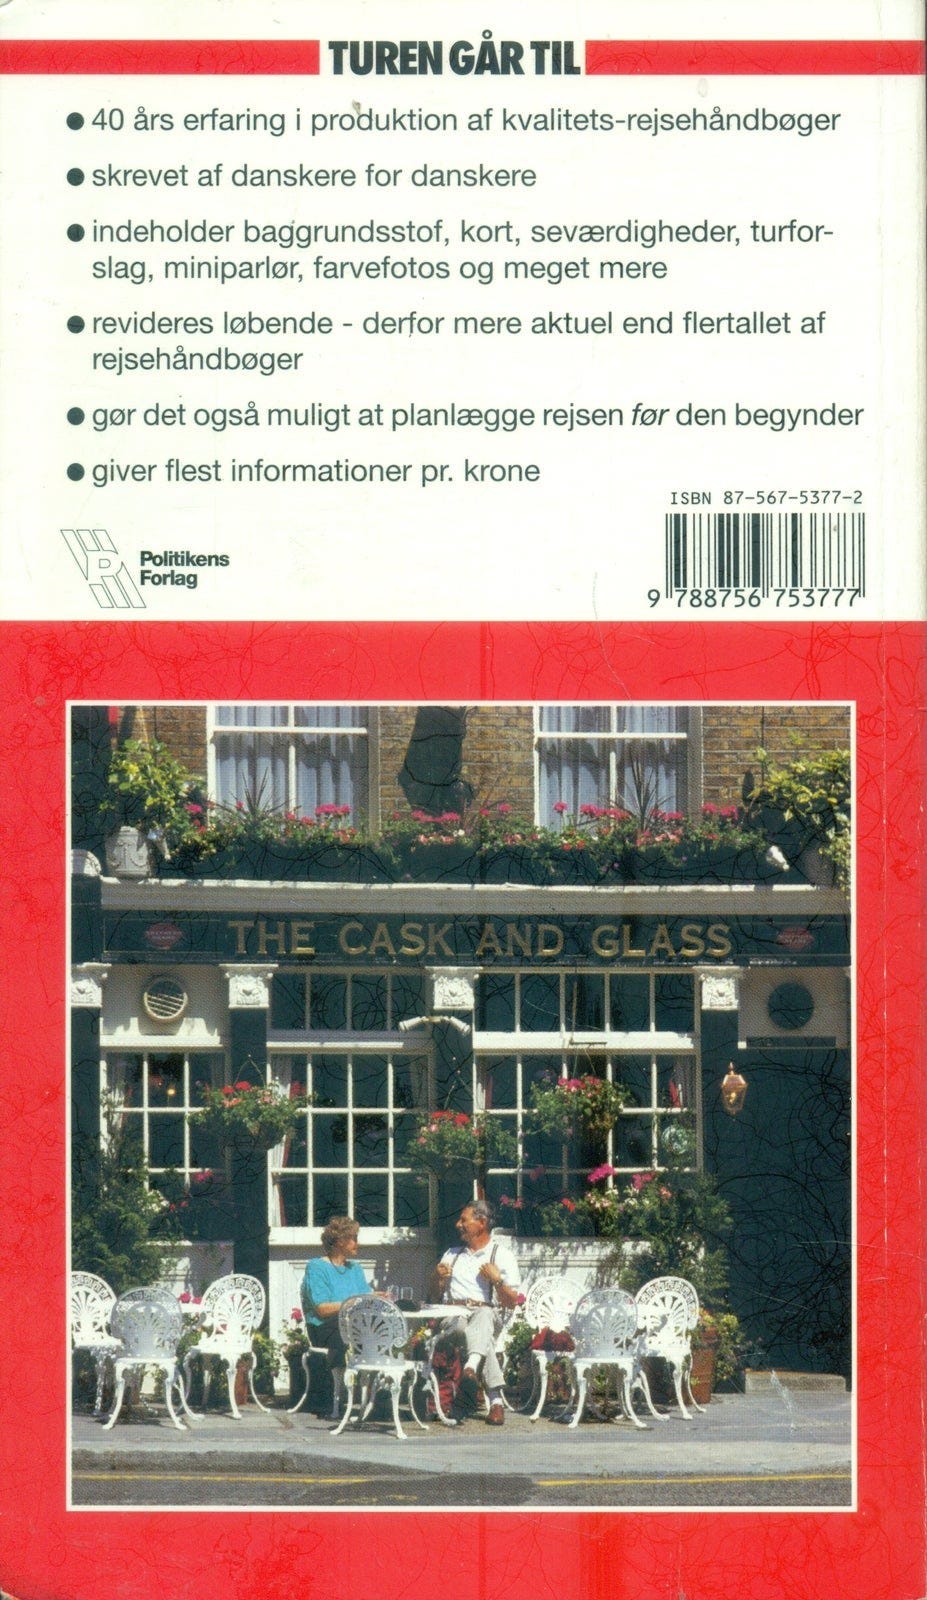 TUREN GÅR TIL
● 40 års erfaring i produktion af kvalitets-rejsehåndbøger
● skrevet af danskere for danskere
● indeholder baggrundsstof, kort, seværdigheder, turfor-
slag, miniparlør, farvefotos og meget mere
● revideres løbende - derfor mere aktuel end flertallet af
rejsehåndbøger
● gør det også muligt at planlægge rejsen før den begynder
● giver flest informationer pr. krone
ISBN 87-567-5377-2
P
Politikens
Forlag
9 788756 753777
THE CASK AND GLASS